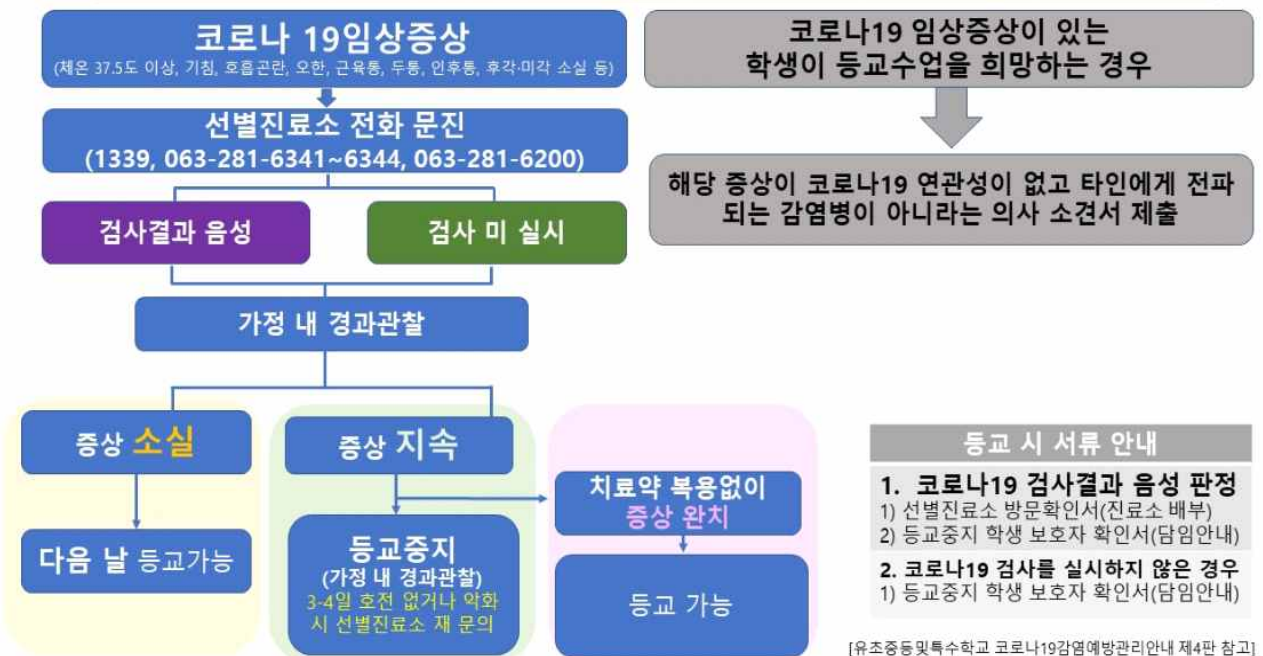 코로나 19임상증상
(체온 37.5도 이상, 기침, 호흡곤란, 오한, 근육통, 두통, 인후통, 후각·미각 소실 등)
선별진료소 전화 문진
(1339, 063-281-6341~6344, 063-281-6200)
검사결과 음성
검사 미 실시
가정 내 경과관찰
증상 소실
다음 날 등교가능
증상 지속
등교중지
(가정 내 경과관찰)
3-4일 호전 없거나 악화
시 선별진료소 재 문의
치료약 복용없이
증상 완치
등교 가능
코로나19 임상증상이 있는
학생이 등교수업을 희망하는 경우
해당 증상이 코로나19 연관성이 없고 타인에게 전파
되는 감염병이 아니라는 의사 소견서 제출
등교 시 서류 안내
1. 코로나19 검사결과 음성 판정
1) 선별진료소 방문확인서(진료소 배부)
2) 등교중지 학생 보호자 확인서(담임안내)
2. 코로나19 검사를 실시하지 않은 경우
1) 등교중지 학생 보호자 확인서(담임안내)
[유초중등및특수학교 코로나19감염예방관리안내 제4판 참고]